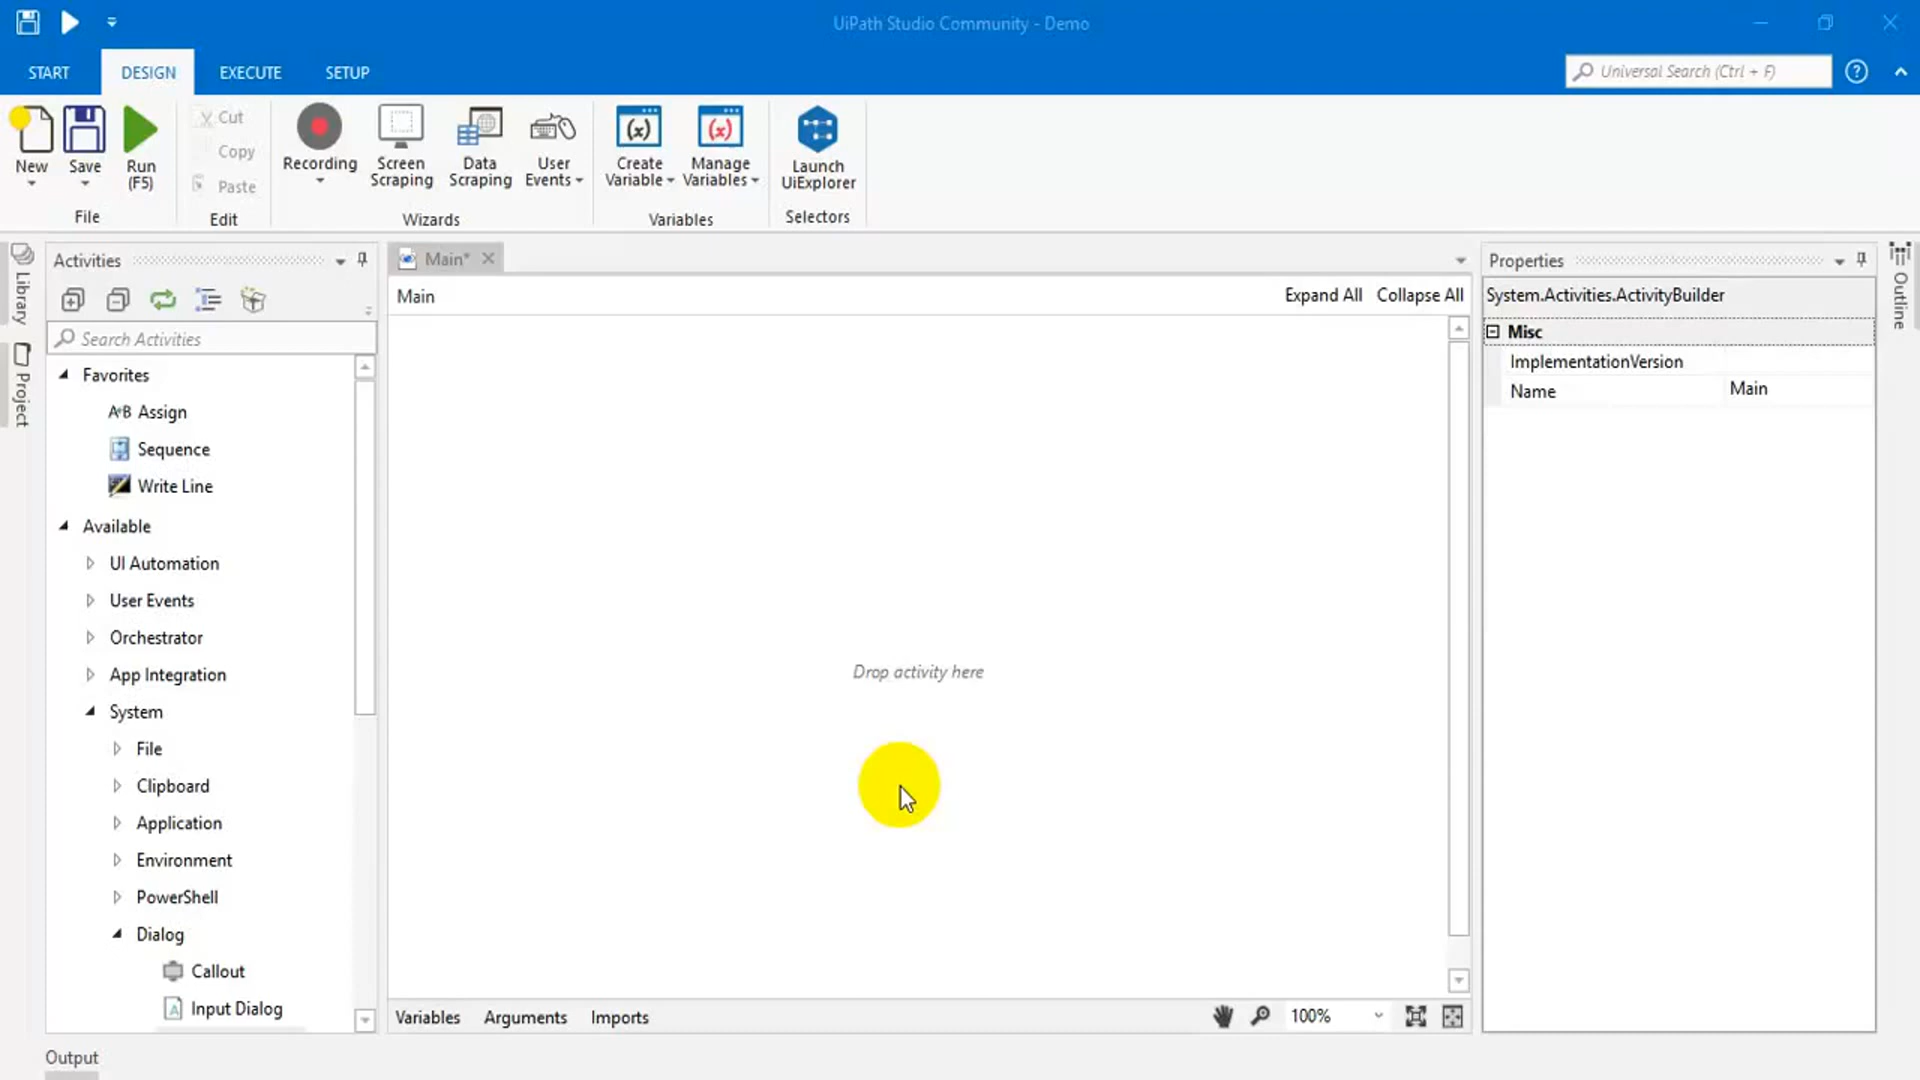 UiPath Studio Community - Demo
START DESIGN EXECUTE SETUP
Universal Search (Ctrl + F)
New Save Run (F5)
File
Cut
Copy
Paste
Edit
Recording Screen Scraping Data Scraping User Events
Wizards
Create Variable Manage Variables
Variables
Launch UiExplorer
Selectors
Library
Project
Activities
Search Activities
Favorites
A*B Assign
Sequence
Write Line
Available
UI Automation
User Events
Orchestrator
App Integration
System
File
Clipboard
Application
Environment
PowerShell
Dialog
Callout
A Input Dialog
Main*
Main Expand All Collapse All
Drop activity here
Variables Arguments Imports 100%
Properties
System.Activities.ActivityBuilder
Misc
ImplementationVersion
Name Main
Outline
Output